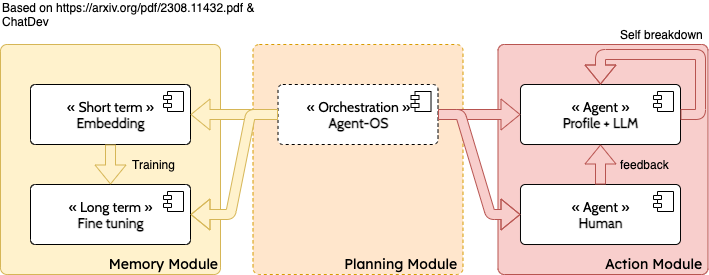 Based on https://arxiv.org/pdf/2308.11432.pdf &
ChatDev
Self breakdown
« Short term »
Embedding
« Orchestration »
Agent-OS
« Agent »
Profile + LLM
Training
feedback
« Long term »
Fine tuning
« Agent »
Human
Memory Module
Planning Module
Action Module